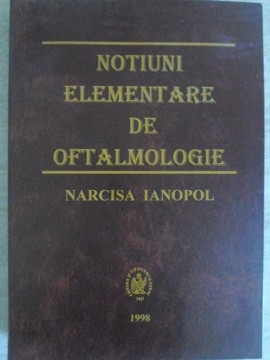 NOTIUNI
ELEMENTARE
DE
OFTALMOLOGIE
NARCISA IANOPOL
1998